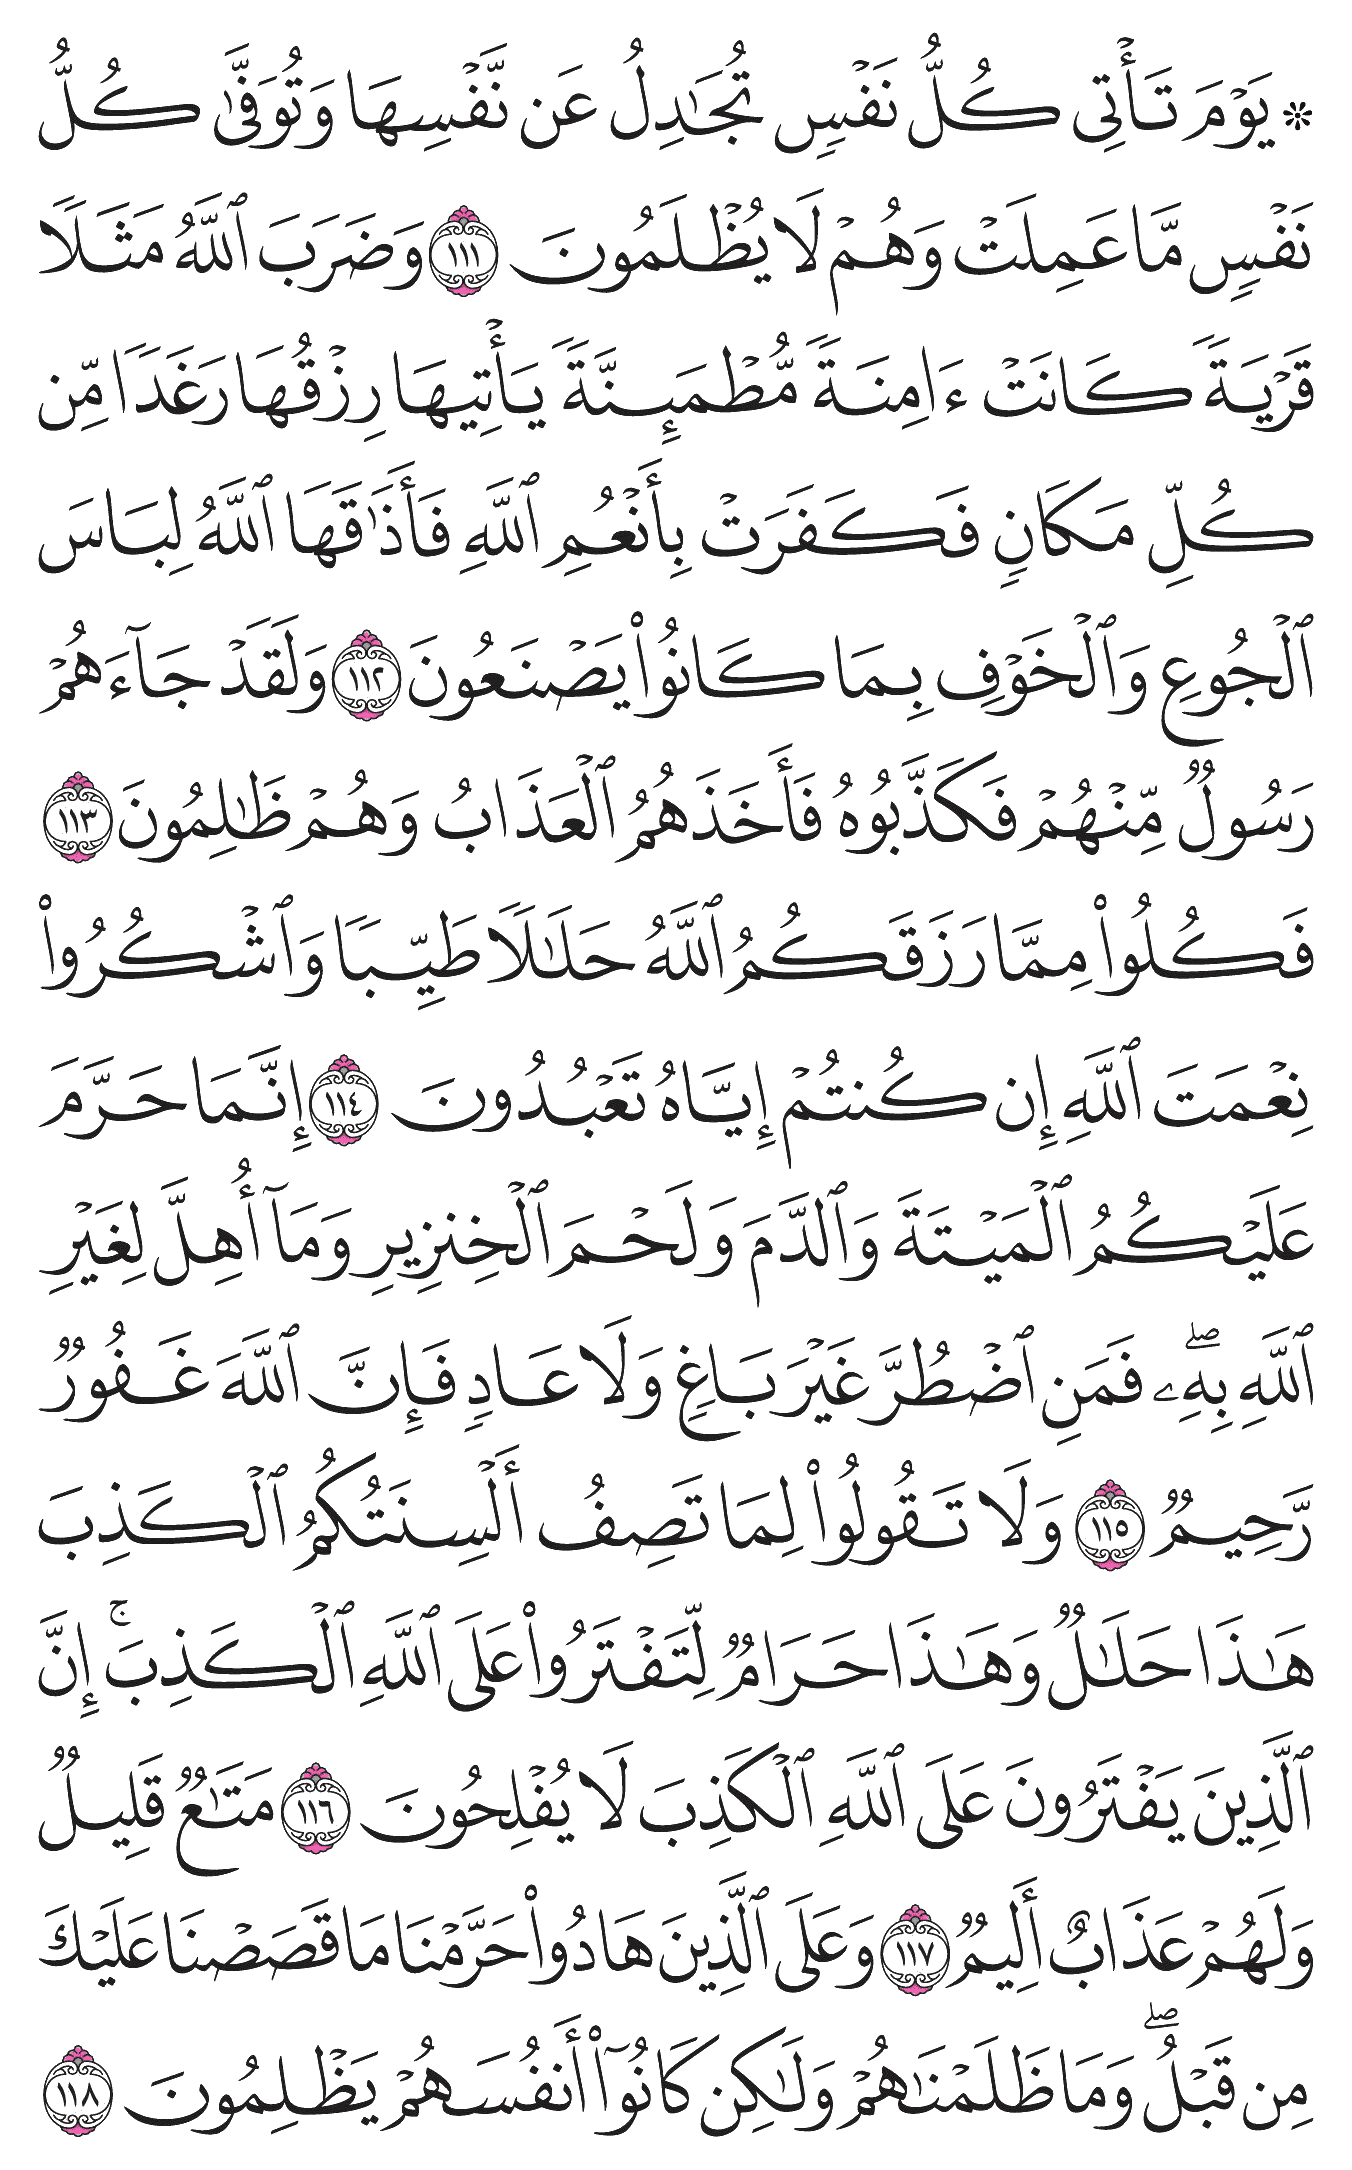 ۞ يَوۡمَ تَأۡتِي كُلُّ نَفۡسٖ تُجَٰدِلُ عَن نَّفۡسِهَا وَتُوَفَّىٰ كُلُّ
نَفۡسٖ مَّا عَمِلَتۡ وَهُمۡ لَا يُظۡلَمُونَ ١١١ وَضَرَبَ ٱللَّهُ مَثَلٗا
قَرۡيَةٗ كَانَتۡ ءَامِنَةٗ مُّطۡمَئِنَّةٗ يَأۡتِيهَا رِزۡقُهَا رَغَدٗا مِّن
كُلِّ مَكَانٖ فَكَفَرَتۡ بِأَنۡعُمِ ٱللَّهِ فَأَذَٰقَهَا ٱللَّهُ لِبَاسَ
ٱلۡجُوعِ وَٱلۡخَوۡفِ بِمَا كَانُواْ يَصۡنَعُونَ ١١٢ وَلَقَدۡ جَآءَهُمۡ
رَسُولٞ مِّنۡهُمۡ فَكَذَّبُوهُ فَأَخَذَهُمُ ٱلۡعَذَابُ وَهُمۡ ظَٰلِمُونَ ١١٣
فَكُلُواْ مِمَّا رَزَقَكُمُ ٱللَّهُ حَلَٰلٗا طَيِّبٗا وَٱشۡكُرُواْ
نِعۡمَتَ ٱللَّهِ إِن كُنتُمۡ إِيَّاهُ تَعۡبُدُونَ ١١٤ إِنَّمَا حَرَّمَ
عَلَيۡكُمُ ٱلۡمَيۡتَةَ وَٱلدَّمَ وَلَحۡمَ ٱلۡخِنزِيرِ وَمَآ أُهِلَّ لِغَيۡرِ
ٱللَّهِ بِهِۦۖ فَمَنِ ٱضۡطُرَّ غَيۡرَ بَاغٖ وَلَا عَادٖ فَإِنَّ ٱللَّهَ غَفُورٞ
رَّحِيمٞ ١١٥ وَلَا تَقُولُواْ لِمَا تَصِفُ أَلۡسِنَتُكُمُ ٱلۡكَذِبَ
هَٰذَا حَلَٰلٞ وَهَٰذَا حَرَامٞ لِّتَفۡتَرُواْ عَلَى ٱللَّهِ ٱلۡكَذِبَۚ إِنَّ
ٱلَّذِينَ يَفۡتَرُونَ عَلَى ٱللَّهِ ٱلۡكَذِبَ لَا يُفۡلِحُونَ ١١٦ مَتَٰعٞ قَلِيلٞ
وَلَهُمۡ عَذَابٌ أَلِيمٞ ١١٧ وَعَلَى ٱلَّذِينَ هَادُواْ حَرَّمۡنَا مَا قَصَصۡنَا عَلَيۡكَ
مِن قَبۡلُۖ وَمَا ظَلَمۡنَٰهُمۡ وَلَٰكِن كَانُوٓاْ أَنفُسَهُمۡ يَظۡلِمُونَ ١١٨